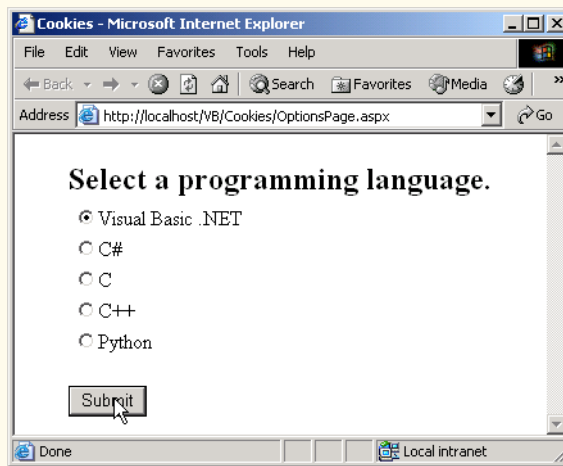 Cookies - Microsoft Internet Explorer
File Edit View Favorites Tools Help
Back Search Favorites Media »
Address http://localhost/VB/Cookies/OptionsPage.aspx Go
Select a programming language.
Visual Basic .NET
C#
C
C++
Python
Submit
Done Local intranet